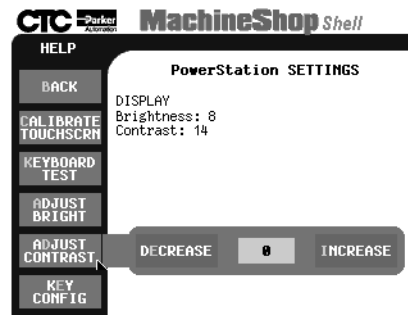 CTC Parker Automation MachineShop Shell
HELP
PowerStation SETTINGS
BACK
DISPLAY
Brightness: 8
Contrast: 14
CALIBRATE
TOUCHSCRN
KEYBOARD
TEST
ADJUST
BRIGHT
ADJUST
CONTRAST
DECREASE 0 INCREASE
KEY
CONFIG